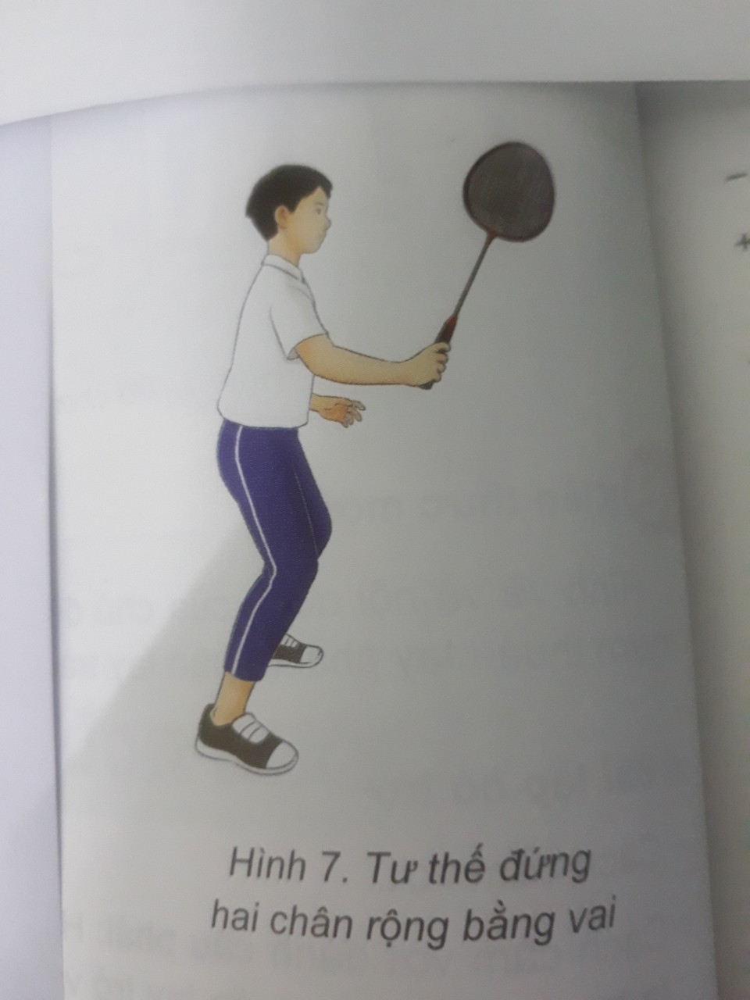 Hình 7. Tư thế đứng
hai chân rộng bằng vai